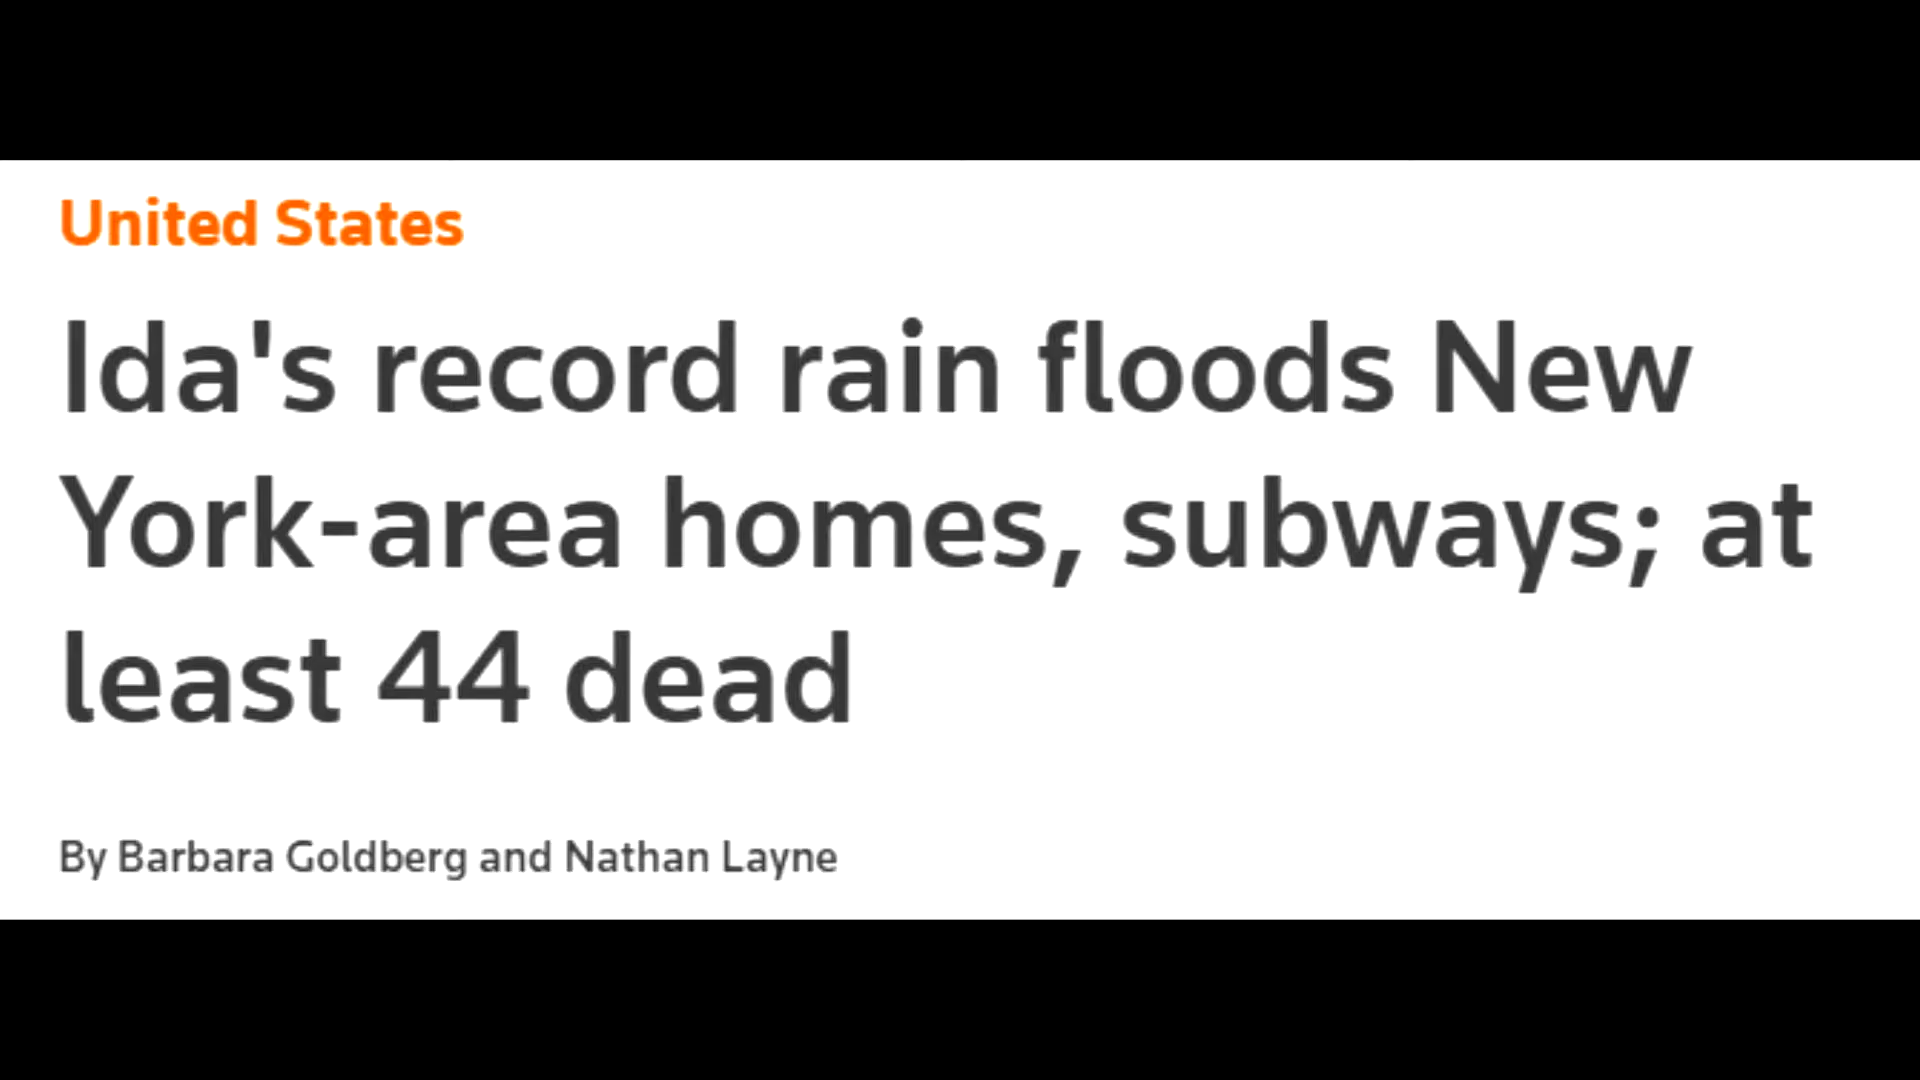 United States
Ida's record rain floods New
York-area homes, subways; at
least 44 dead
By Barbara Goldberg and Nathan Layne